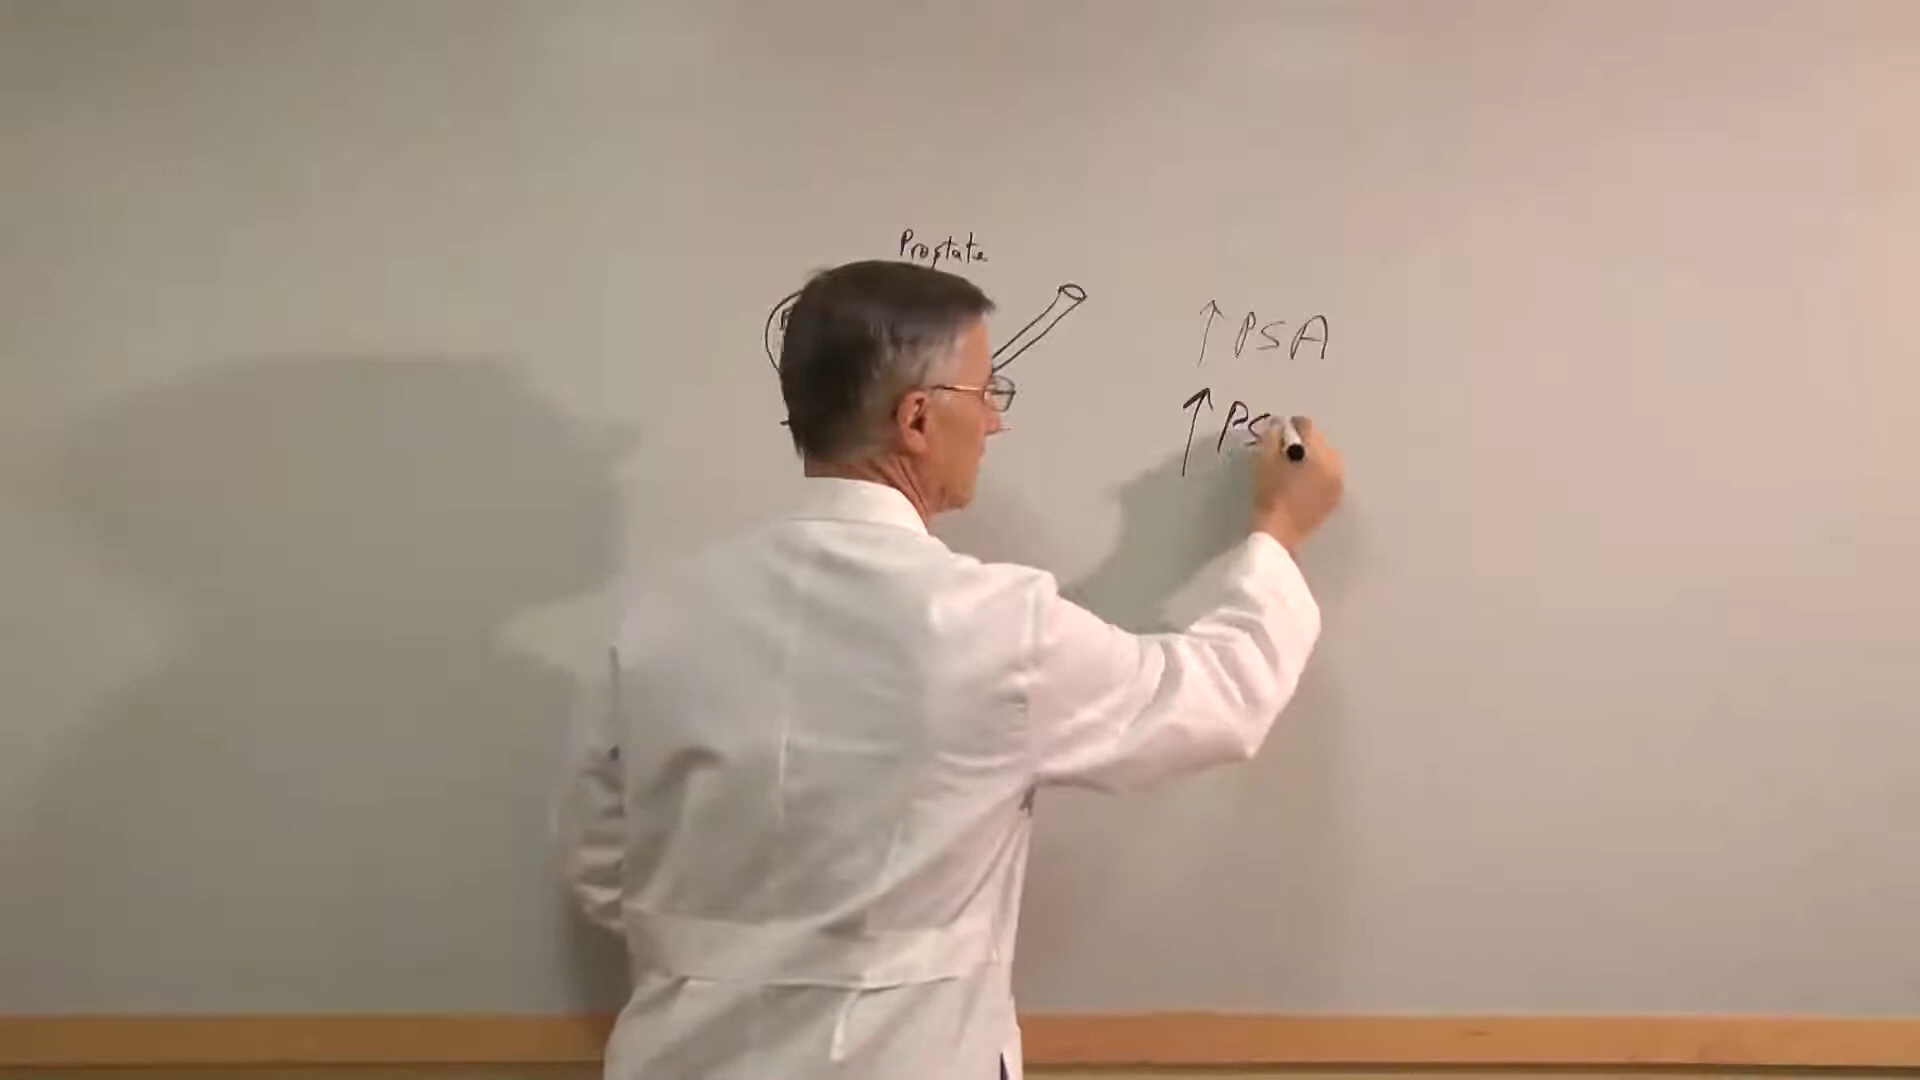 Prostate
↑ PSA
↑ PS